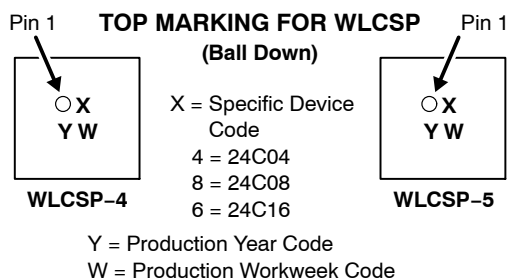 Pin 1
TOP MARKING FOR WLCSP
Pin 1
(Ball Down)
X
Y W
WLCSP−4
X = Specific Device
Code
4 = 24C04
8 = 24C08
6 = 24C16
X
Y W
WLCSP−5
Y = Production Year Code
W = Production Workweek Code